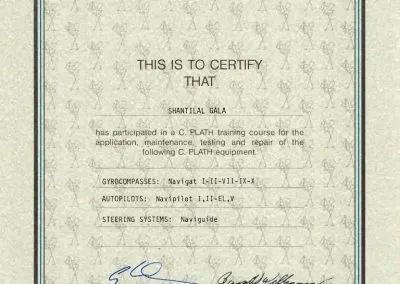 THIS IS TO CERTIFY
THAT
SHANTILAL GALA
has participated in a C. PLATH training course for the
application, maintenance, testing and repair of the
following C. PLATH equipment.
GYROCOMPASSES: Navigat I-II-VII-IX-X
AUTOPILOTS: Navipilot I,II-EL,V
STEERING SYSTEMS: Naviguide